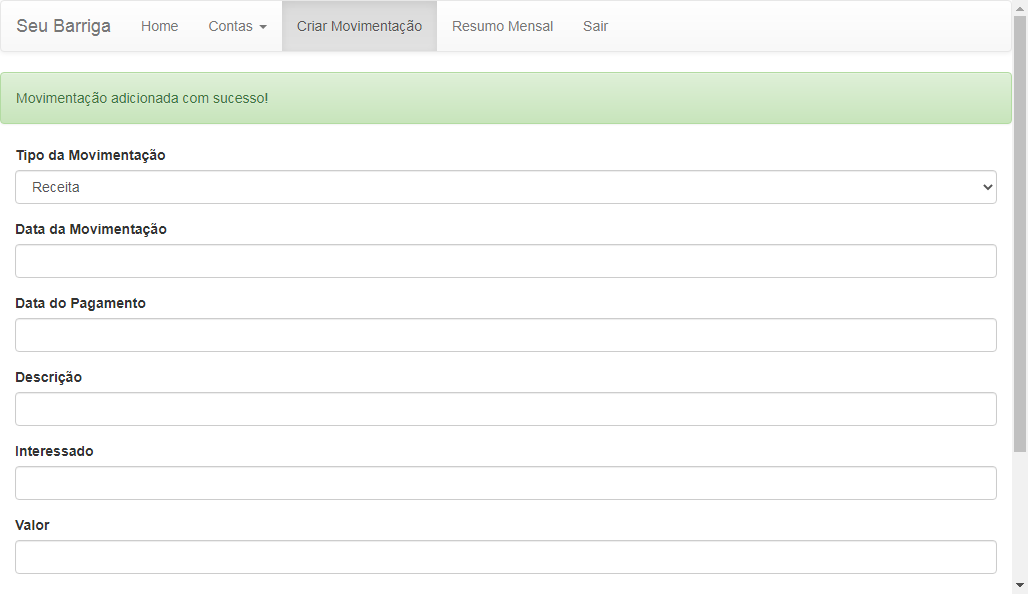 Seu Barriga Home Contas Criar Movimentação Resumo Mensal Sair
Movimentação adicionada com sucesso!
Tipo da Movimentação
Receita
Data da Movimentação
Data do Pagamento
Descrição
Interessado
Valor